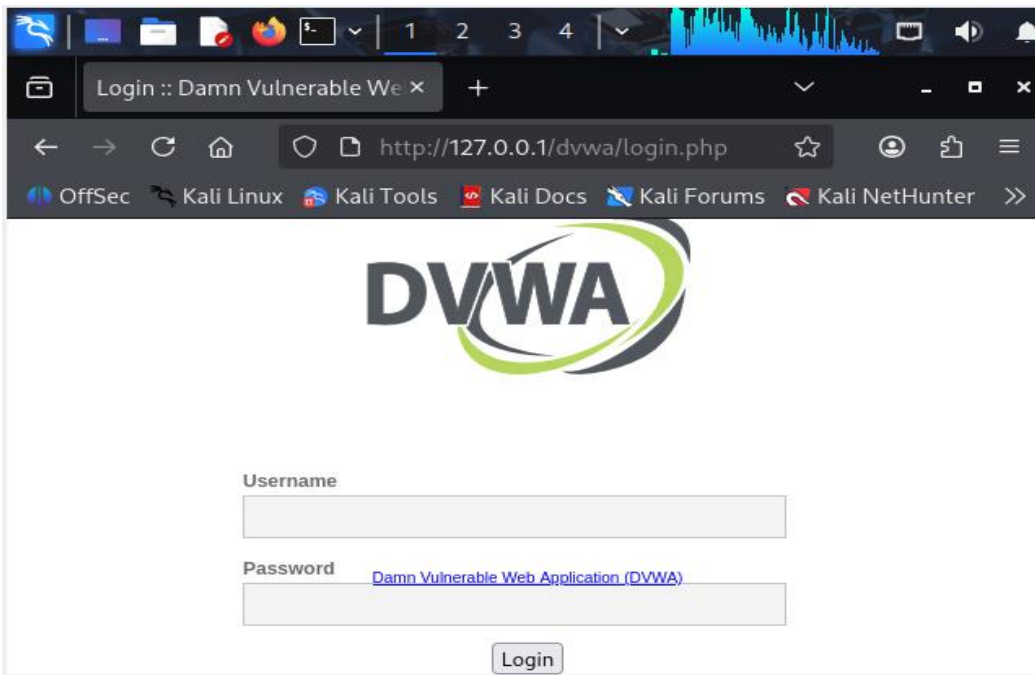 1 2 3 4
Login :: Damn Vulnerable We
http://127.0.0.1/dvwa/login.php
OffSec Kali Linux Kali Tools Kali Docs Kali Forums Kali NetHunter
DVWA
Username
Password
Damn Vulnerable Web Application (DVWA)
Login